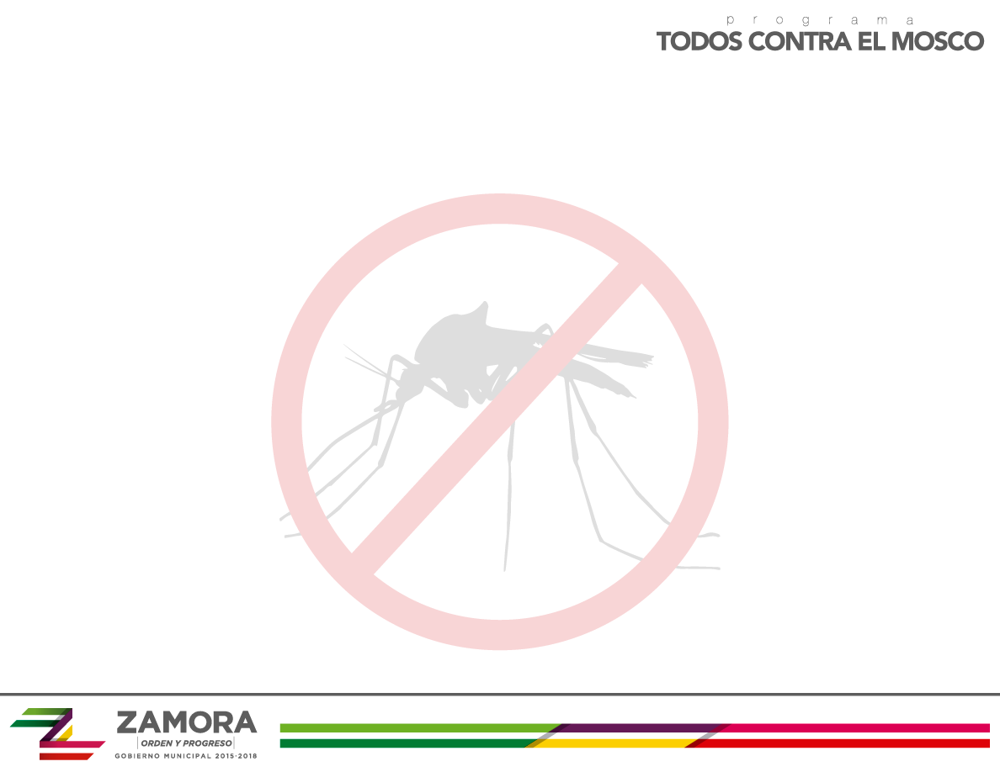 programa
TODOS CONTRA EL MOSCO
ZAMORA
ORDEN Y PROGRESO
GOBIERNO MUNICIPAL 2015-2018